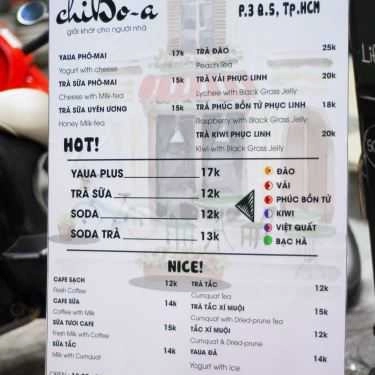 chiBo-a
giải khát cho người nhà
P.3 Q.5, Tp.HCM
YAUA PHÔ-MAI 17k
Yogurt with cheese
TRÀ SỮA PHÔ-MAI 15k
Cheese with Milk-tea
TRÀ SỮA UYÊN ƯƠNG 15k
Honey Milk-tea
TRÀ ĐÀO 25k
Peach Tea
TRÀ VẢI PHỤC LINH 20k
Lychee with Black Grass Jelly
TRÀ PHÚC BỒN TỬ PHỤC LINH 18k
Raspberry with Black Grass Jelly
TRÀ KIWI PHỤC LINH 20k
Kiwi with Black Grass Jelly
HOT!
YAUA PLUS 17k
TRÀ SỮA 12k
SODA 12k
SODA TRÀ 13k
ĐÀO
VẢI
PHÚC BỒN TỬ
KIWI
VIỆT QUẤT
BẠC HÀ
NICE!
CAFE SẠCH 12k
Fresh Coffee
CAFE SỮA 14k
Coffee with Milk
SỮA TƯƠI CAFE 15k
Fresh Milk with Coffee
SỮA TẮC 14k
Milk with Cumquat
TRÀ TẮC 12k
Cumquat Tea
TRÀ TẮC XÍ MUỘI 15k
Cumquat with Dried-prune Tea
TẮC XÍ MUỘI 15k
Cumquat & Dried-prune
YAUA ĐÁ 14k
Yogurt with ice